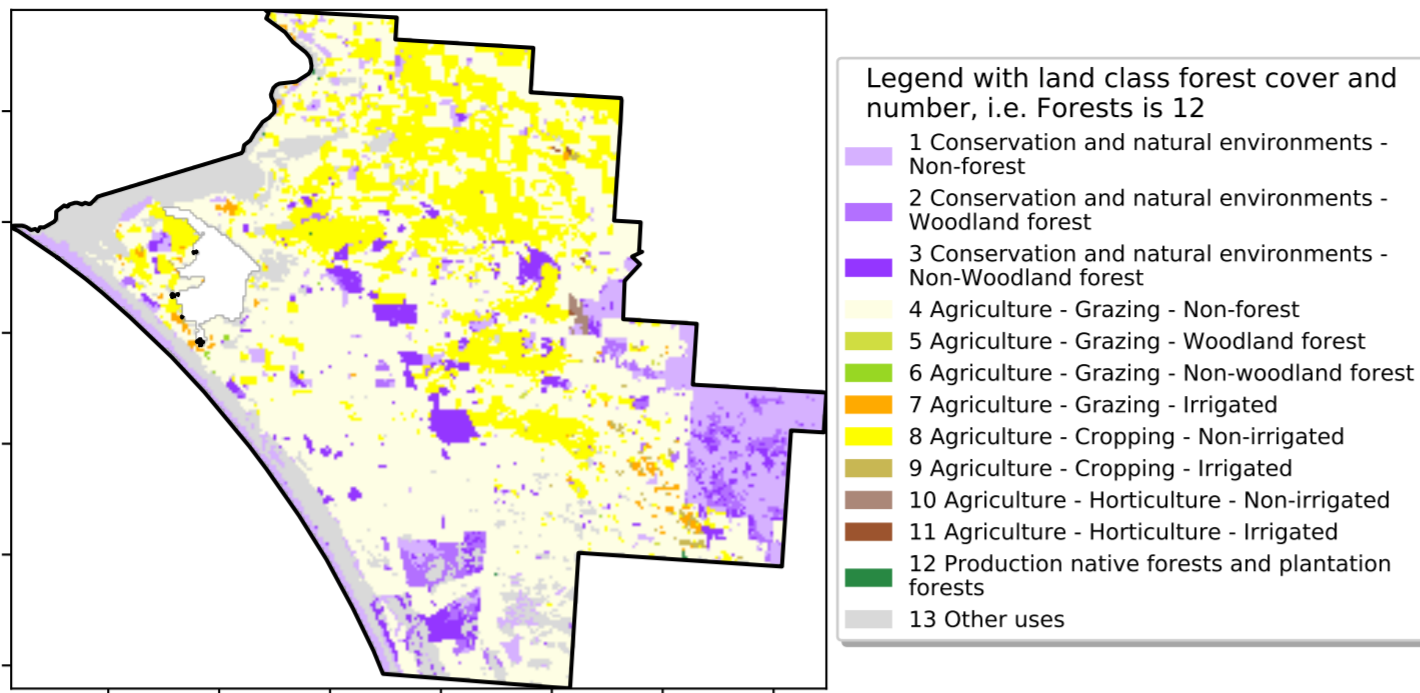 Legend with land class forest cover and
number, i.e. Forests is 12
1 Conservation and natural environments -
Non-forest
2 Conservation and natural environments -
Woodland forest
3 Conservation and natural environments -
Non-Woodland forest
4 Agriculture - Grazing - Non-forest
5 Agriculture - Grazing - Woodland forest
6 Agriculture - Grazing - Non-woodland forest
7 Agriculture - Grazing - Irrigated
8 Agriculture - Cropping - Non-irrigated
9 Agriculture - Cropping - Irrigated
10 Agriculture - Horticulture - Non-irrigated
11 Agriculture - Horticulture - Irrigated
12 Production native forests and plantation
forests
13 Other uses